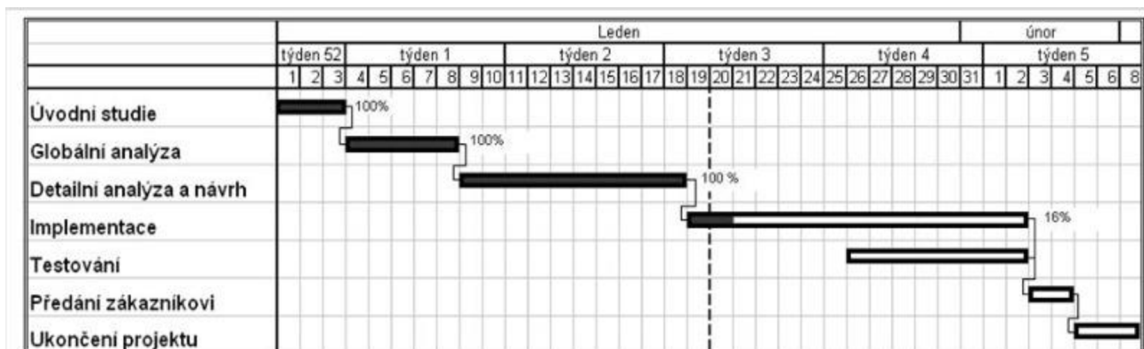 Leden únor
týden 52 týden 1 týden 2 týden 3 týden 4 týden 5
1 2 3 4 5 6 7 8 9 10 11 12 13 14 15 16 17 18 19 20 21 22 23 24 25 26 27 28 29 30 31 1 2 3 4 5 6 8
Úvodní studie 100%
Globální analýza 100%
Detailní analýza a návrh 100 %
Implementace 16%
Testování
Předání zákazníkovi
Ukončení projektu